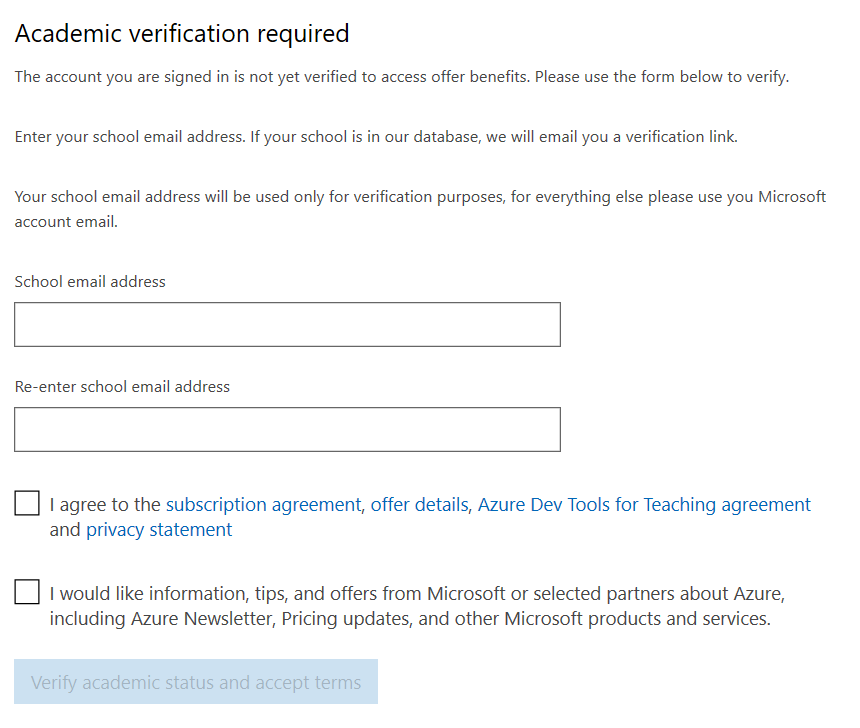 Academic verification required
The account you are signed in is not yet verified to access offer benefits. Please use the form below to verify.
Enter your school email address. If your school is in our database, we will email you a verification link.
Your school email address will be used only for verification purposes, for everything else please use you Microsoft
account email.
School email address
Re-enter school email address
I agree to the subscription agreement, offer details, Azure Dev Tools for Teaching agreement
and privacy statement
I would like information, tips, and offers from Microsoft or selected partners about Azure,
including Azure Newsletter, Pricing updates, and other Microsoft products and services.
Verify academic status and accept terms